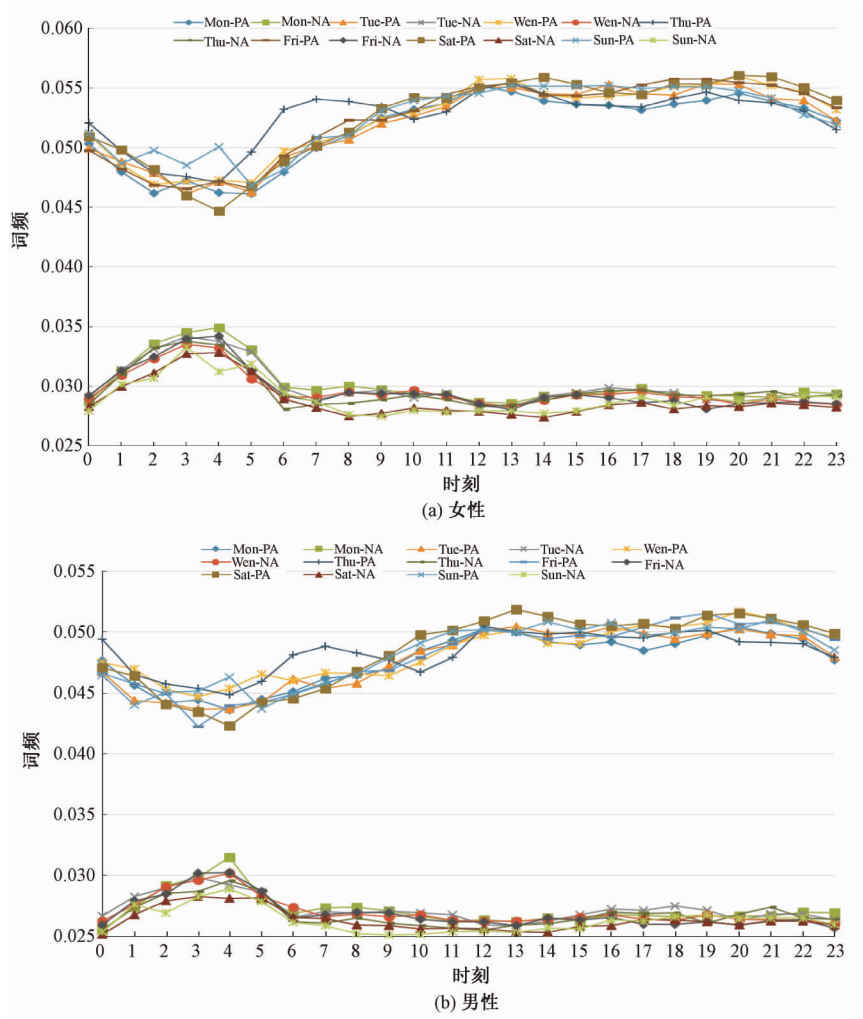 Mon-PA Mon-NA Tue-PA Tue-NA Wen-PA Wen-NA Thu-PA
Thu-NA Fri-PA Fri-NA Sat-PA Sat-NA Sun-PA Sun-NA
0.060
0.055
0.050
0.045
0.040
0.035
0.030
0.025
词频
0 1 2 3 4 5 6 7 8 9 10 11 12 13 14 15 16 17 18 19 20 21 22 23
时刻
(a) 女性
Mon-PA Mon-NA Tue-PA Tue-NA Wen-PA
Wen-NA Thu-PA Thu-NA Fri-PA Fri-NA
Sat-PA Sat-NA Sun-PA Sun-NA
0.055
0.050
0.045
0.040
0.035
0.030
0.025
词频
0 1 2 3 4 5 6 7 8 9 10 11 12 13 14 15 16 17 18 19 20 21 22 23
时刻
(b) 男性